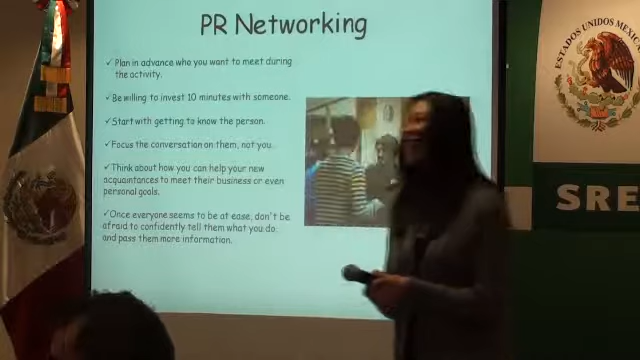 PR Networking
✓ Plan in advance who you want to meet during
the activity.
✓ Be willing to invest 10 minutes with someone.
✓ Start with getting to know the person.
✓ Focus the conversation on them, not you.
✓ Think about how you can help your new
acquaintances to meet their business or even
personal goals.
✓ Once everyone seems to be at ease, don't be
afraid to confidently tell them what you do
and pass them more information.
ESTADOS UNIDOS MEXIC
SRE